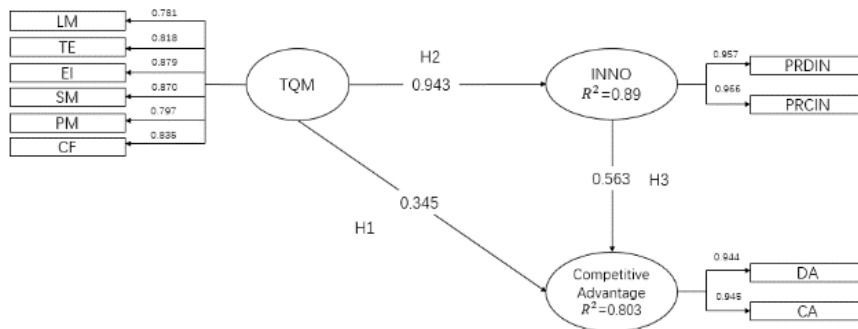 LM
0.781
TE
0.818
EI
0.879
SM
0.870
PM
0.797
CF
0.835
TQM
H2
0.943
INNO
R²=0.89
0.957
PRDIN
0.966
PRCIN
0.345
H1
0.563
H3
Competitive
Advantage
R²=0.803
0.944
DA
0.945
CA